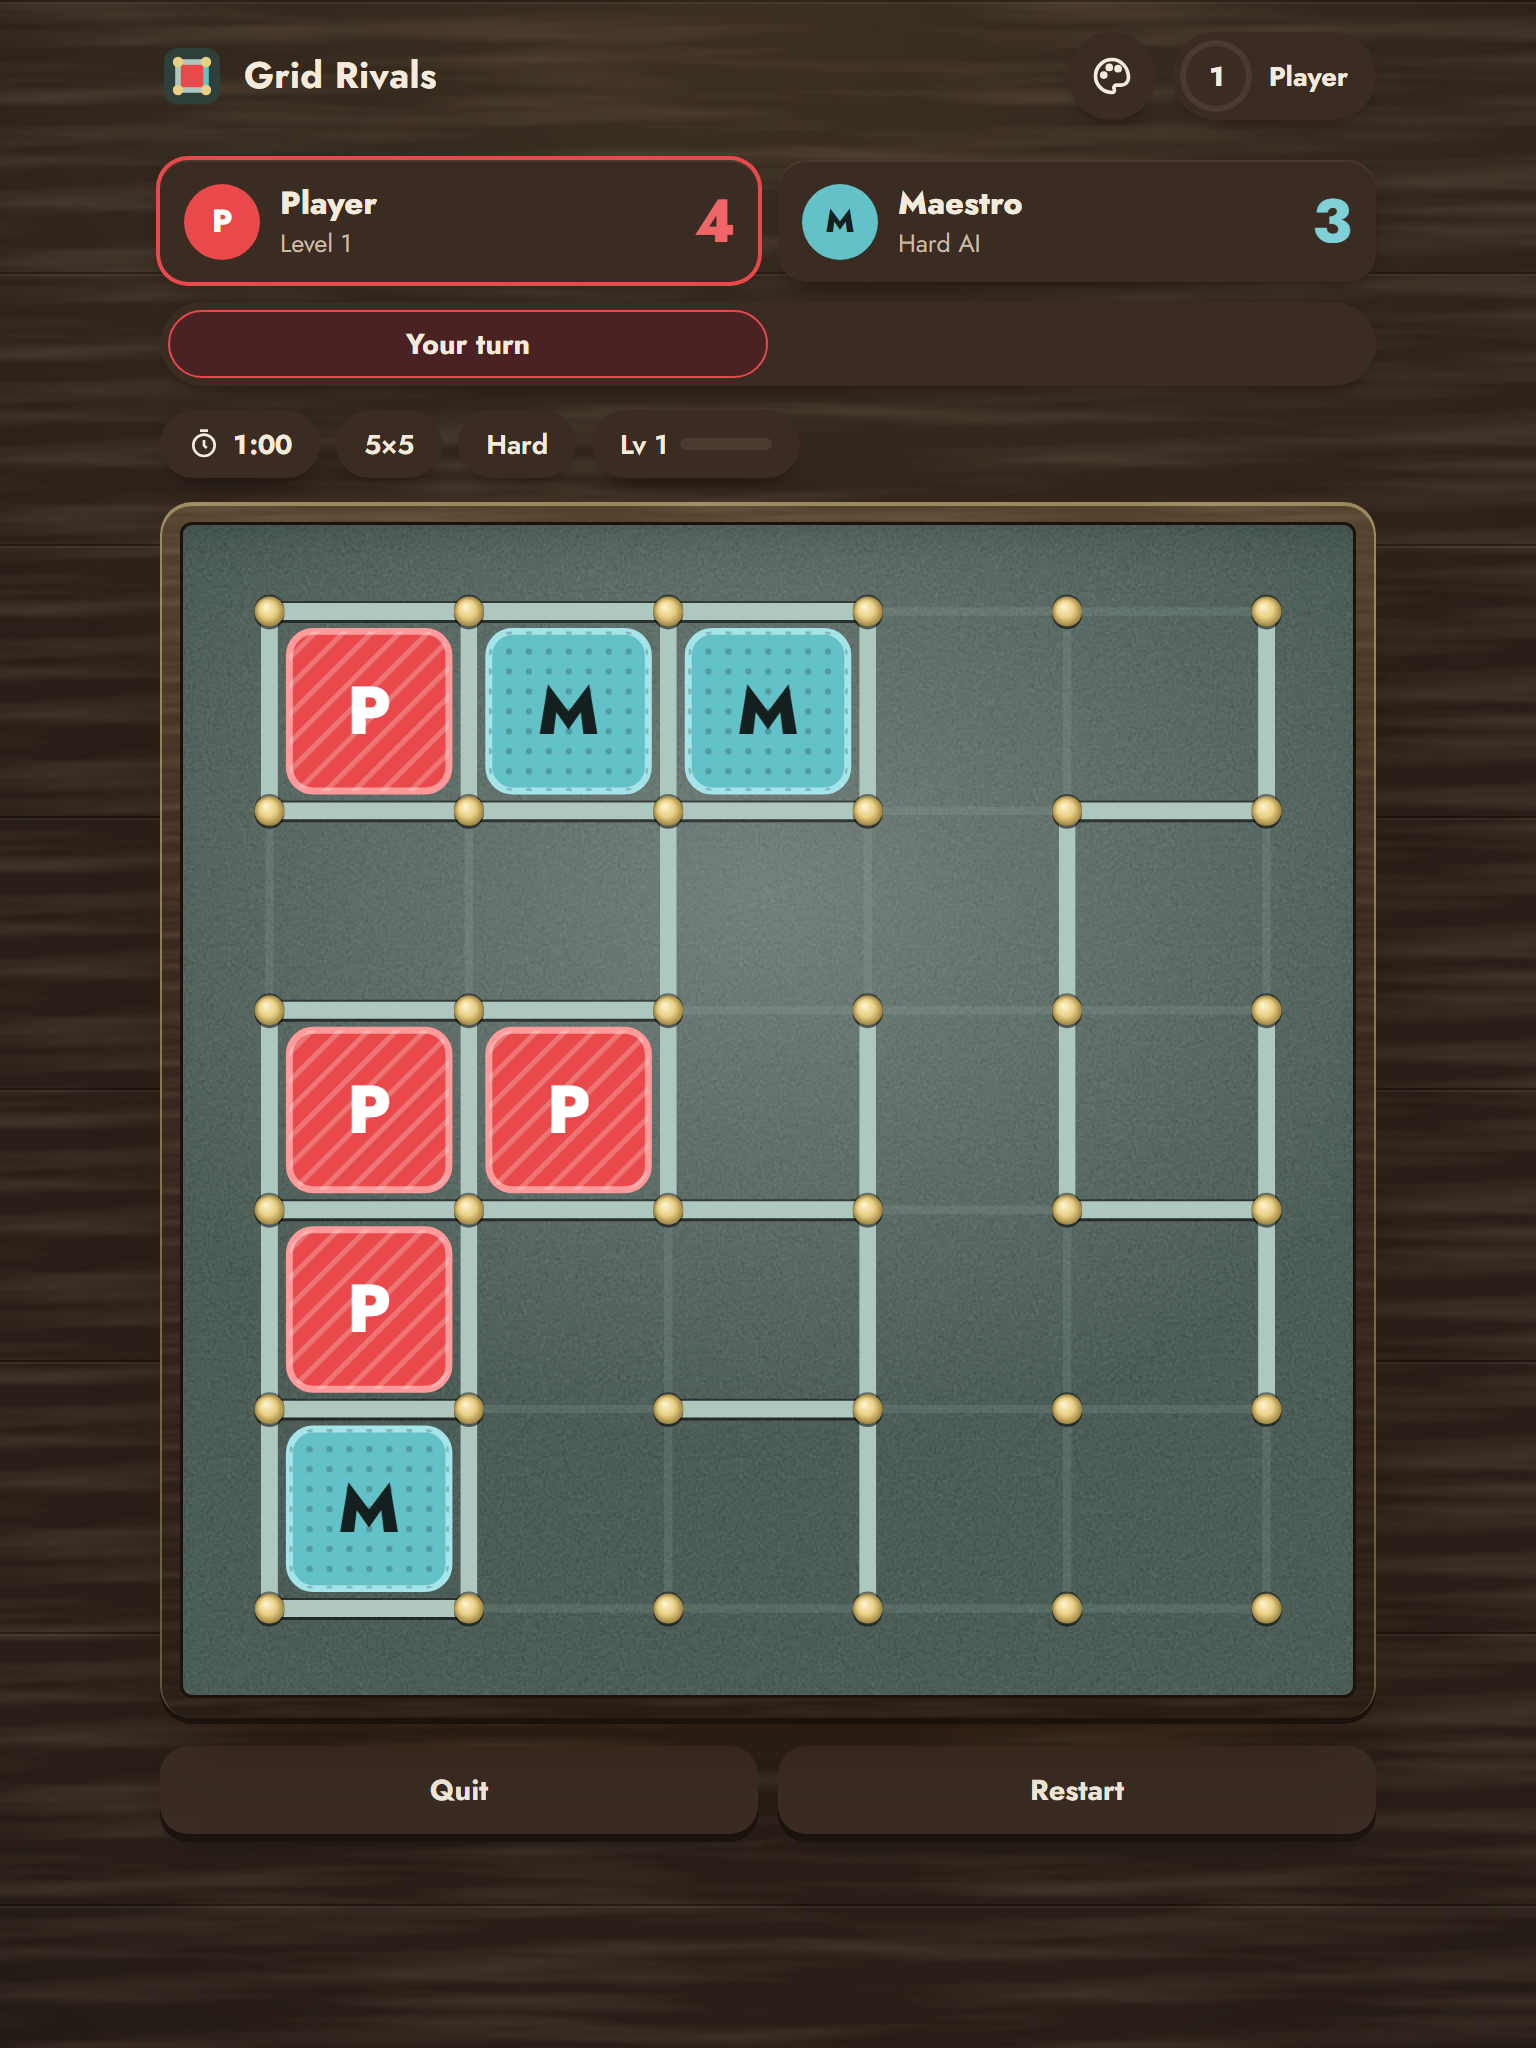 Grid Rivals
1 Player
P Player 4
Level 1
M Maestro 3
Hard AI
Your turn
1:00 5×5 Hard Lv 1
P M M
P P
P
M
Quit Restart